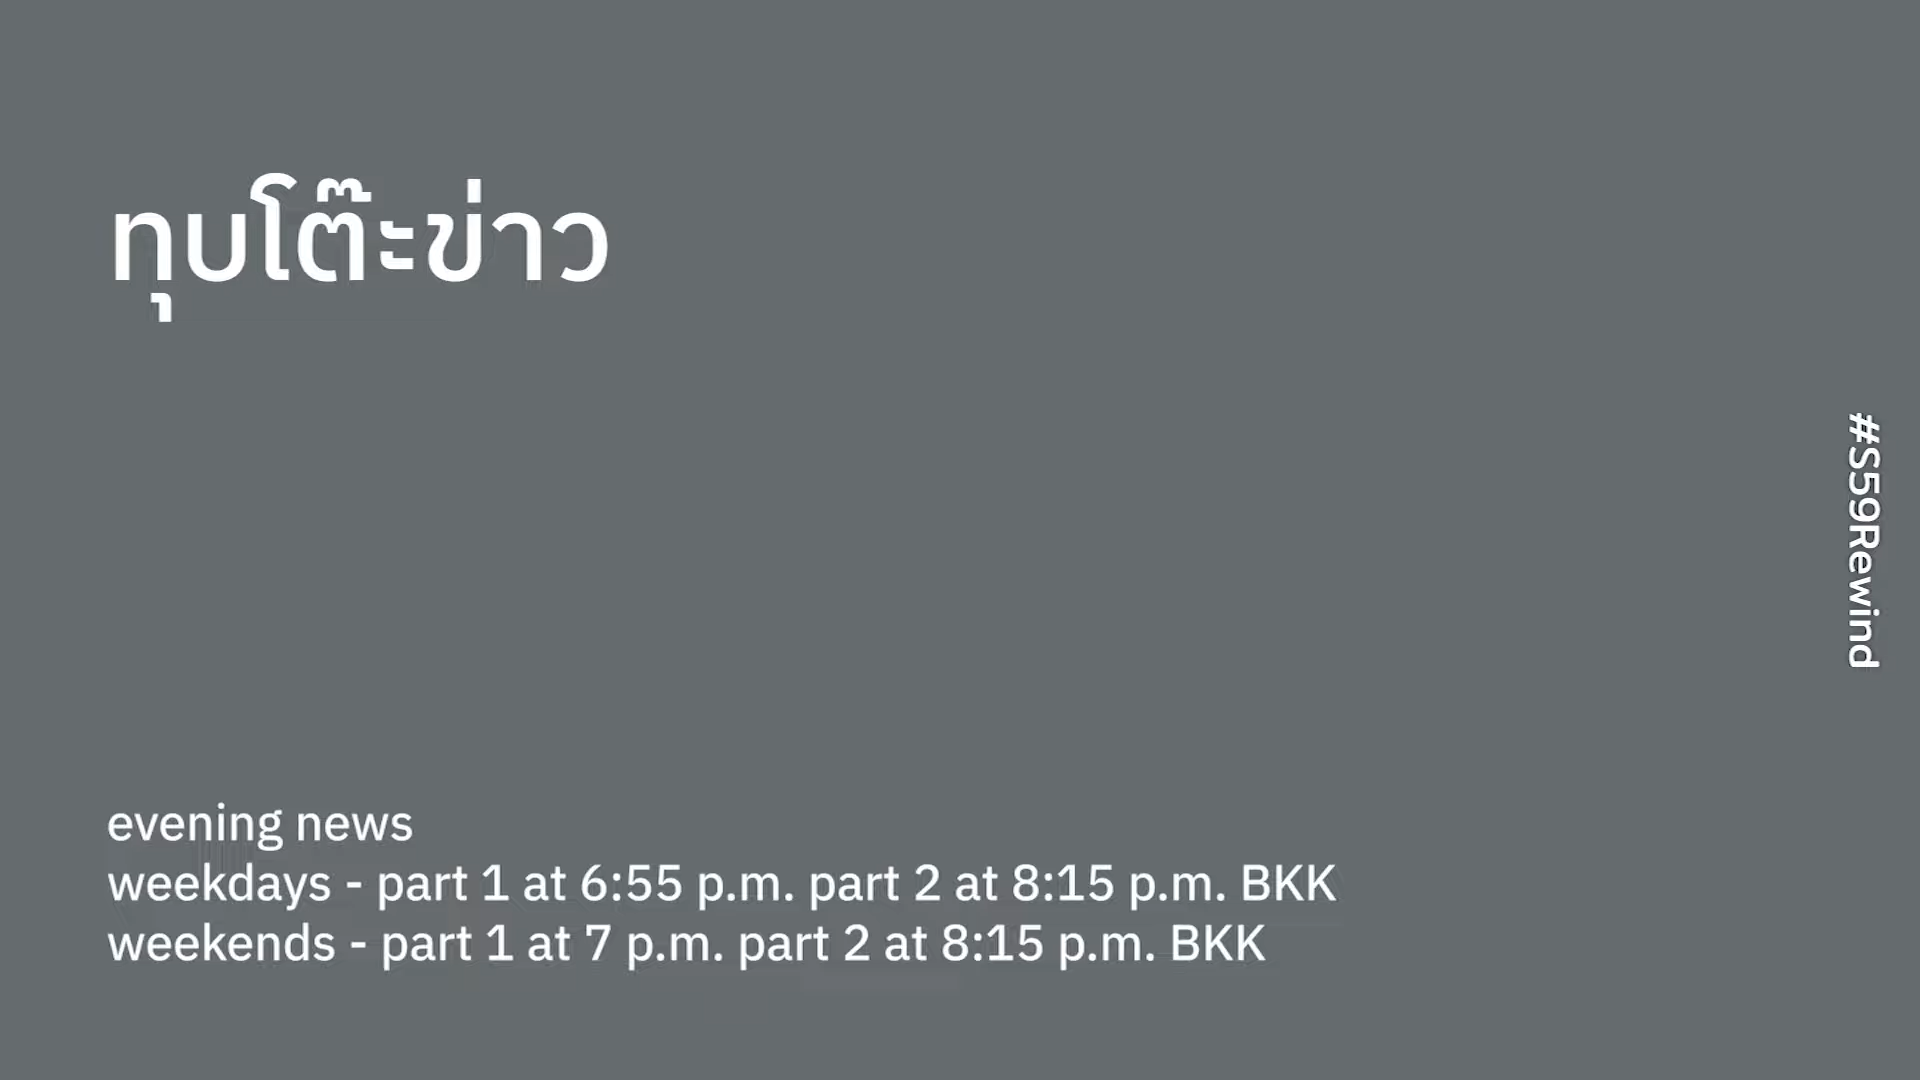 ทุบโต๊ะข่าว
#S59Rewind
evening news
weekdays - part 1 at 6:55 p.m. part 2 at 8:15 p.m. BKK
weekends - part 1 at 7 p.m. part 2 at 8:15 p.m. BKK